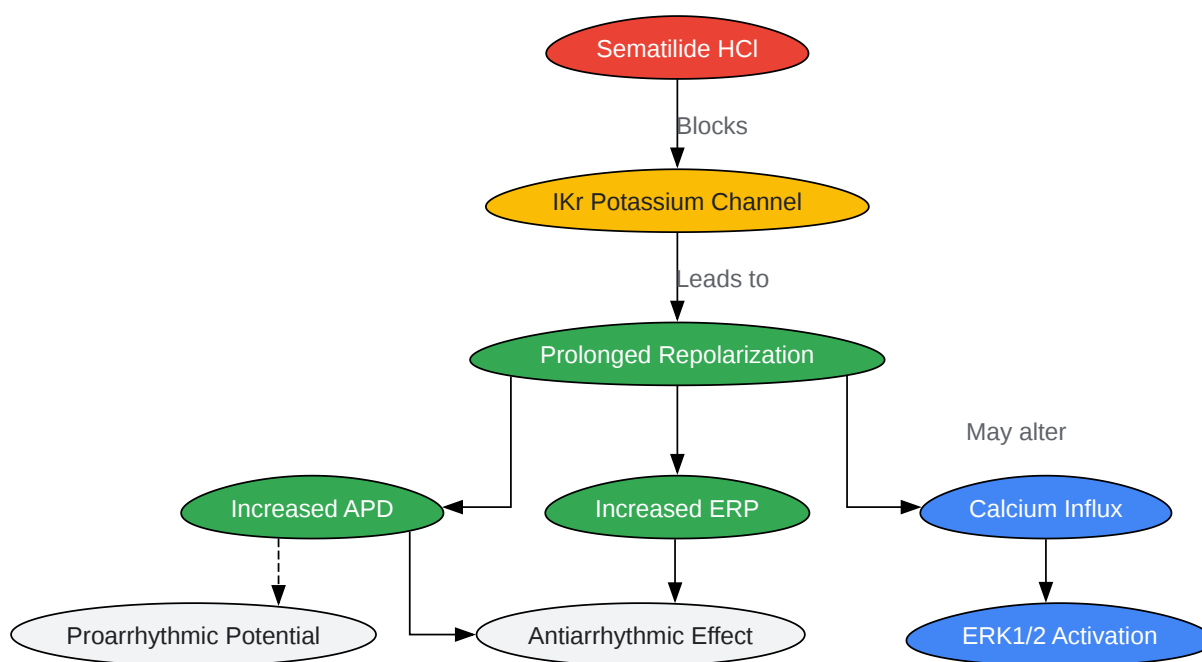 Sematilide HCl
Blocks
IKr Potassium Channel
Leads to
Prolonged Repolarization
May alter
Increased APD
Increased ERP
Calcium Influx
Proarrhythmic Potential
Antiarrhythmic Effect
ERK1/2 Activation